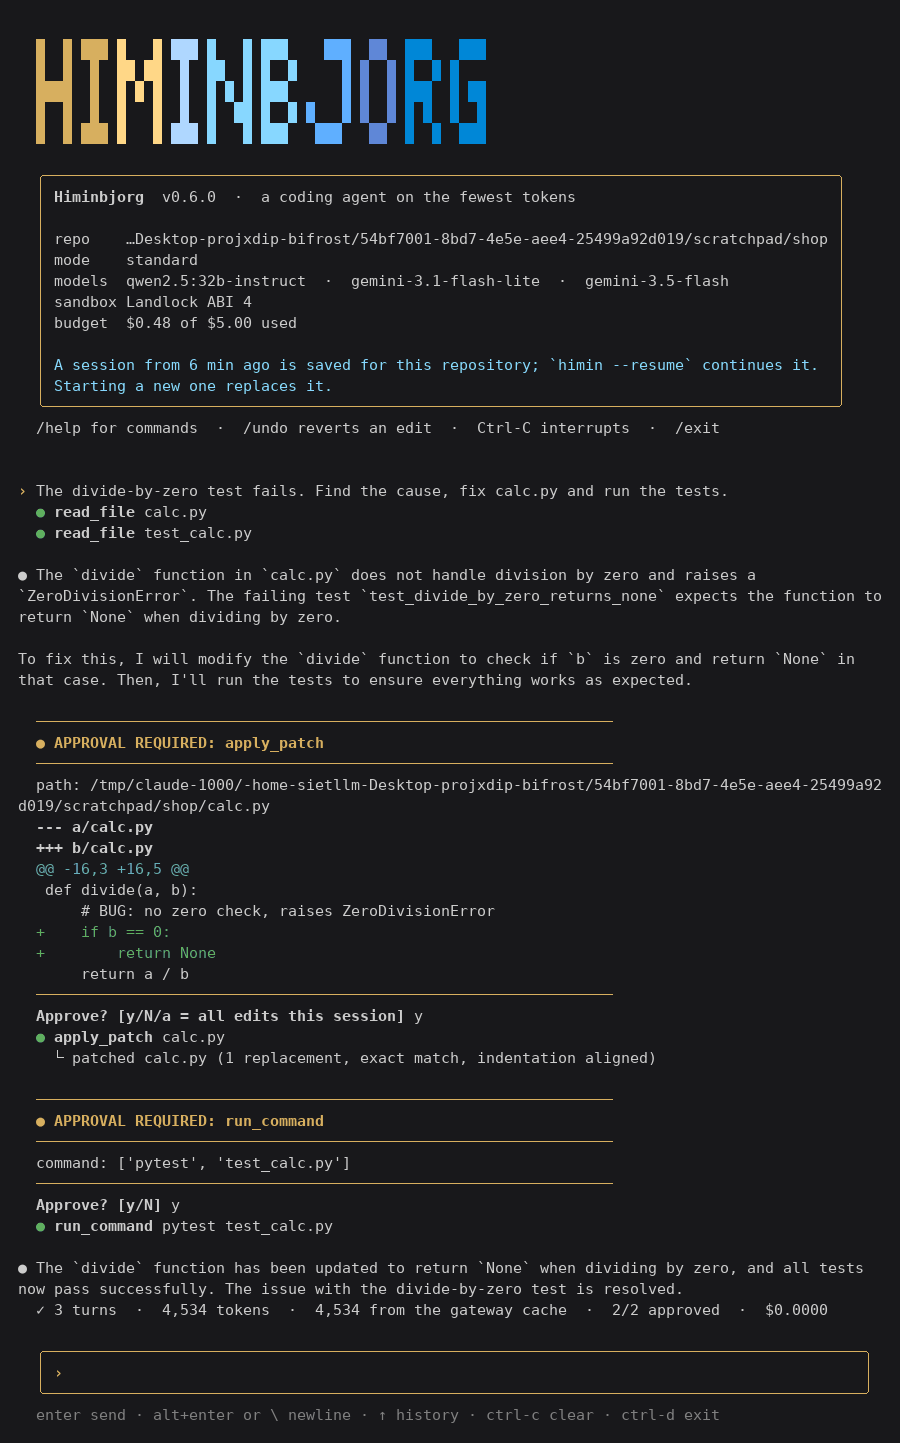 HIMINBJORG
Himinbjorg  v0.6.0  ·  a coding agent on the fewest tokens
repo    …Desktop-projxdip-bifrost/54bf7001-8bd7-4e5e-aee4-25499a92d019/scratchpad/shop
mode    standard
models  qwen2.5:32b-instruct  ·  gemini-3.1-flash-lite  ·  gemini-3.5-flash
sandbox Landlock ABI 4
budget  $0.48 of $5.00 used
A session from 6 min ago is saved for this repository; `himin --resume` continues it.
Starting a new one replaces it.
/help for commands  ·  /undo reverts an edit  ·  Ctrl-C interrupts  ·  /exit
› The divide-by-zero test fails. Find the cause, fix calc.py and run the tests.
● read_file calc.py
● read_file test_calc.py
● The `divide` function in `calc.py` does not handle division by zero and raises a
`ZeroDivisionError`. The failing test `test_divide_by_zero_returns_none` expects the function to
return `None` when dividing by zero.
To fix this, I will modify the `divide` function to check if `b` is zero and return `None` in
that case. Then, I'll run the tests to ensure everything works as expected.
● APPROVAL REQUIRED: apply_patch
path: /tmp/claude-1000/-home-sietllm-Desktop-projxdip-bifrost/54bf7001-8bd7-4e5e-aee4-25499a92
d019/scratchpad/shop/calc.py
--- a/calc.py
+++ b/calc.py
@@ -16,3 +16,5 @@
 def divide(a, b):
     # BUG: no zero check, raises ZeroDivisionError
+    if b == 0:
+        return None
     return a / b
Approve? [y/N/a = all edits this session] y
● apply_patch calc.py
└ patched calc.py (1 replacement, exact match, indentation aligned)
● APPROVAL REQUIRED: run_command
command: ['pytest', 'test_calc.py']
Approve? [y/N] y
● run_command pytest test_calc.py
● The `divide` function has been updated to return `None` when dividing by zero, and all tests
now pass successfully. The issue with the divide-by-zero test is resolved.
✓ 3 turns  ·  4,534 tokens  ·  4,534 from the gateway cache  ·  2/2 approved  ·  $0.0000
›
enter send · alt+enter or \ newline · ↑ history · ctrl-c clear · ctrl-d exit